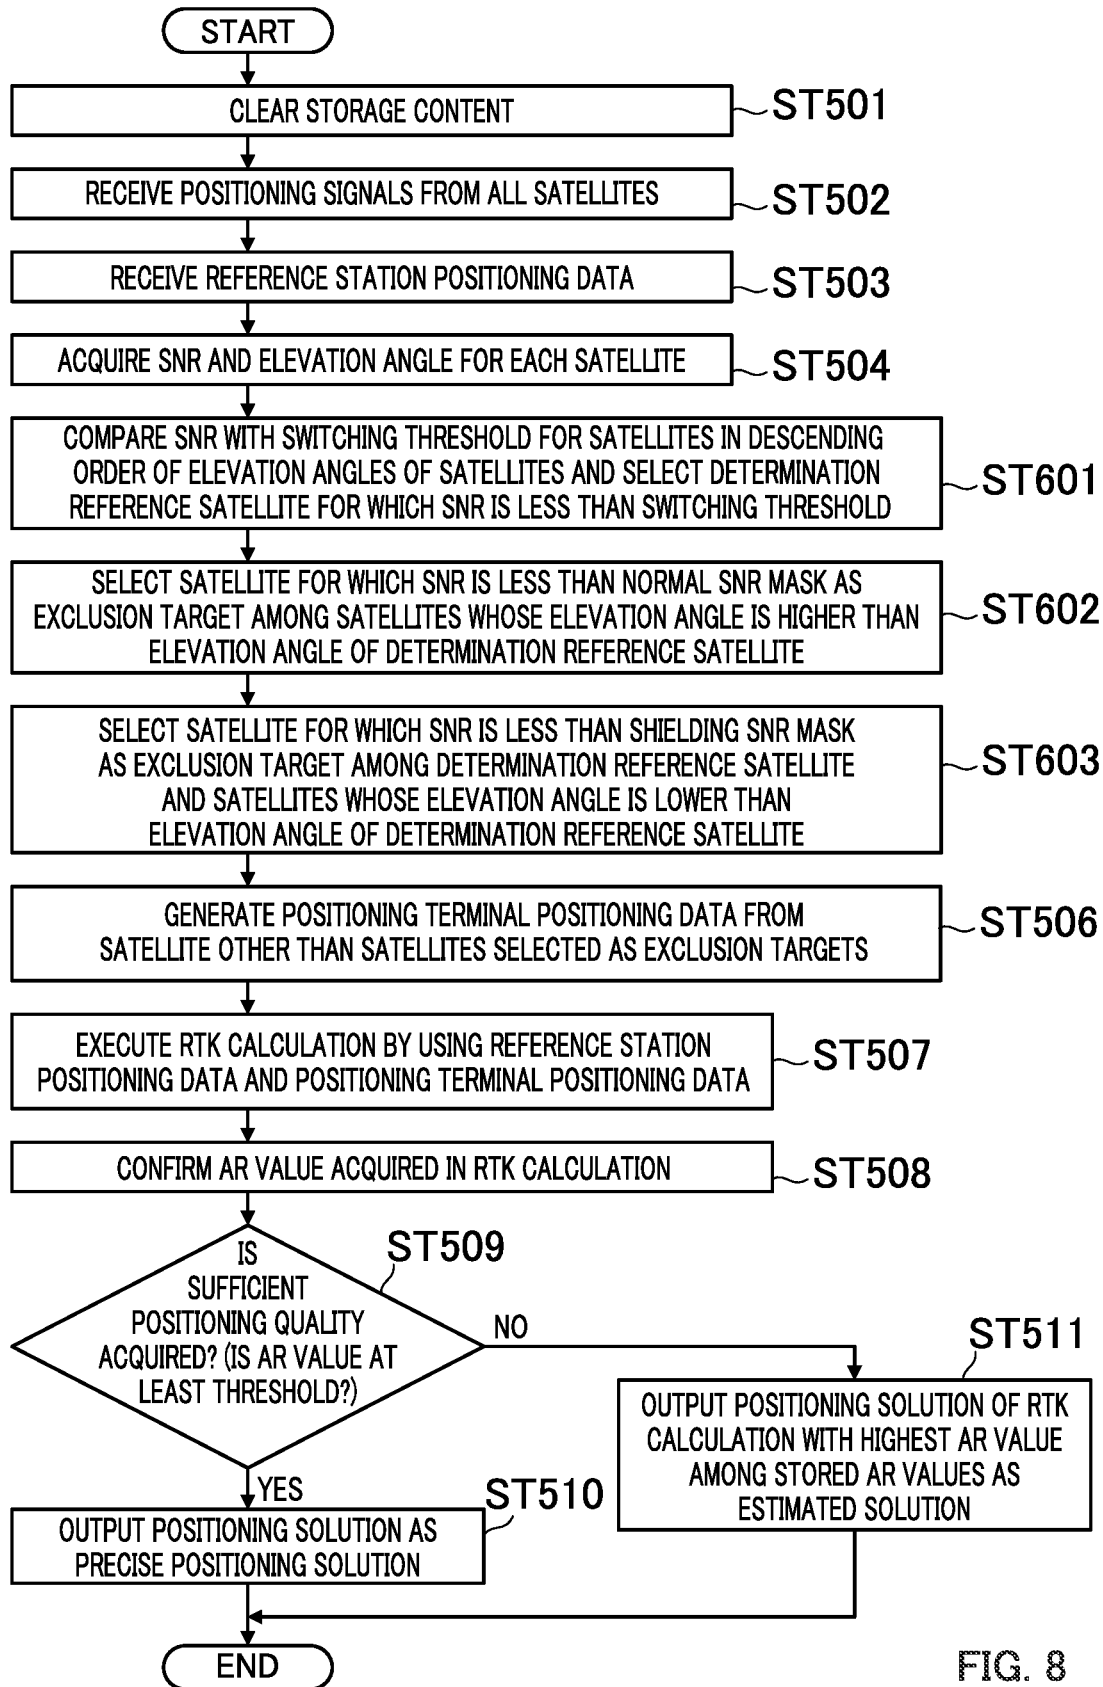 START
CLEAR STORAGE CONTENT
ST501
RECEIVE POSITIONING SIGNALS FROM ALL SATELLITES
ST502
RECEIVE REFERENCE STATION POSITIONING DATA
ST503
ACQUIRE SNR AND ELEVATION ANGLE FOR EACH SATELLITE
ST504
COMPARE SNR WITH SWITCHING THRESHOLD FOR SATELLITES IN DESCENDING
ORDER OF ELEVATION ANGLES OF SATELLITES AND SELECT DETERMINATION
REFERENCE SATELLITE FOR WHICH SNR IS LESS THAN SWITCHING THRESHOLD
ST601
SELECT SATELLITE FOR WHICH SNR IS LESS THAN NORMAL SNR MASK AS
EXCLUSION TARGET AMONG SATELLITES WHOSE ELEVATION ANGLE IS HIGHER THAN
ELEVATION ANGLE OF DETERMINATION REFERENCE SATELLITE
ST602
SELECT SATELLITE FOR WHICH SNR IS LESS THAN SHIELDING SNR MASK
AS EXCLUSION TARGET AMONG DETERMINATION REFERENCE SATELLITE
AND SATELLITES WHOSE ELEVATION ANGLE IS LOWER THAN
ELEVATION ANGLE OF DETERMINATION REFERENCE SATELLITE
ST603
GENERATE POSITIONING TERMINAL POSITIONING DATA FROM
SATELLITE OTHER THAN SATELLITES SELECTED AS EXCLUSION TARGETS
ST506
EXECUTE RTK CALCULATION BY USING REFERENCE STATION
POSITIONING DATA AND POSITIONING TERMINAL POSITIONING DATA
ST507
CONFIRM AR VALUE ACQUIRED IN RTK CALCULATION
ST508
IS
SUFFICIENT
POSITIONING QUALITY
ACQUIRED? (IS AR VALUE AT
LEAST THRESHOLD?)
ST509
NO
YES
ST511
OUTPUT POSITIONING SOLUTION OF RTK
CALCULATION WITH HIGHEST AR VALUE
AMONG STORED AR VALUES AS
ESTIMATED SOLUTION
ST510
OUTPUT POSITIONING SOLUTION AS
PRECISE POSITIONING SOLUTION
END
FIG. 8